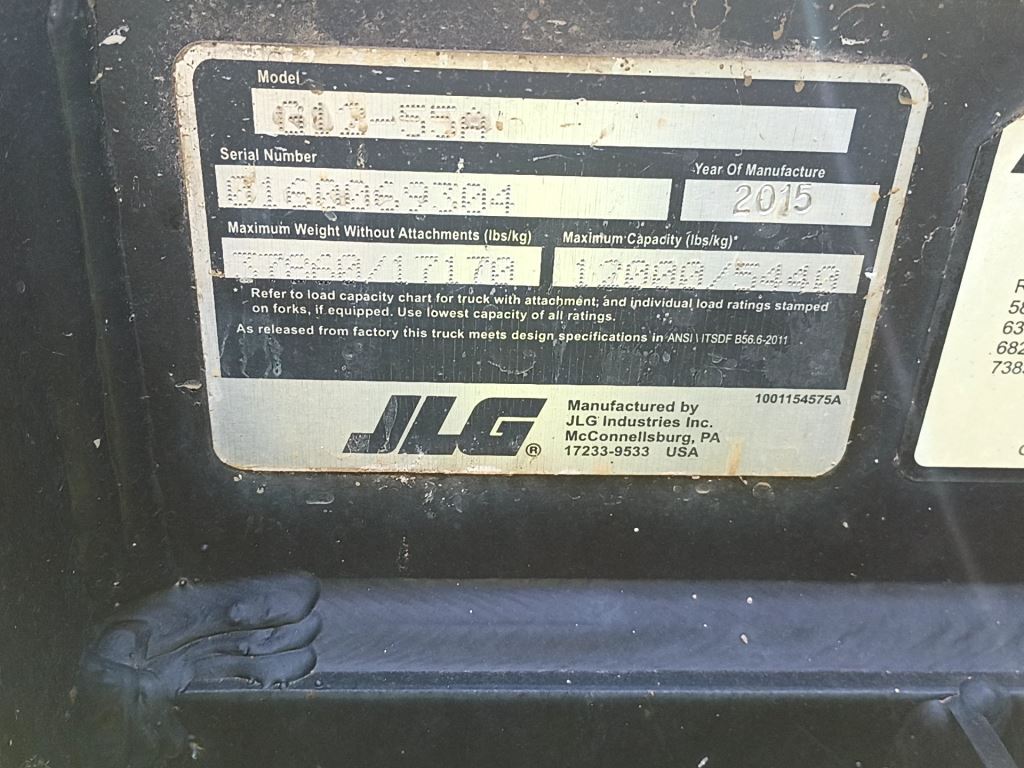 Model
G12-55A
Serial Number
0160069304
Year Of Manufacture
2015
Maximum Weight Without Attachments (lbs/kg)
37860/17170
Maximum Capacity (lbs/kg)*
12000/5440
* Refer to load capacity chart for truck with attachment, and individual load ratings stamped
on forks, if equipped. Use lowest capacity of all ratings.
As released from factory this truck meets design specifications in ANSI \ ITSDF B56.6-2011
1001154575A
JLG®
Manufactured by
JLG Industries Inc.
McConnellsburg, PA
17233-9533 USA